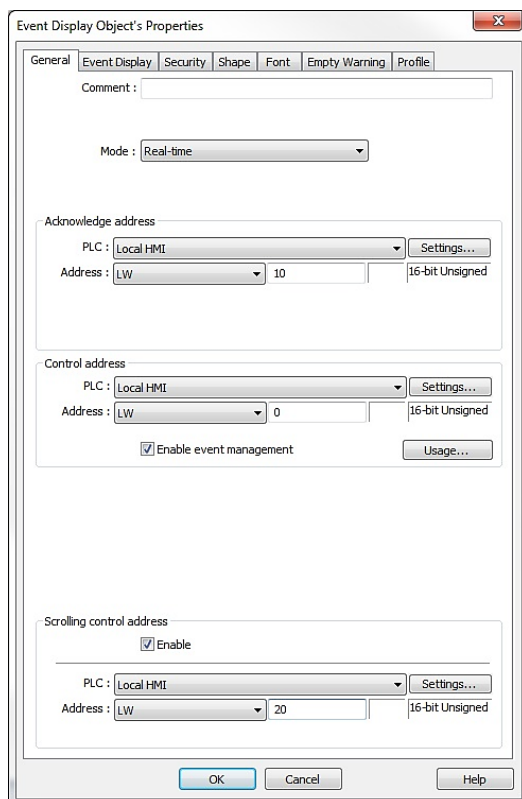 Event Display Object's Properties
General Event Display Security Shape Font Empty Warning Profile
Comment :
Mode : Real-time
Acknowledge address
PLC : Local HMI Settings...
Address : LW 10 16-bit Unsigned
Control address
PLC : Local HMI Settings...
Address : LW 0 16-bit Unsigned
Enable event management Usage...
Scrolling control address
Enable
PLC : Local HMI Settings...
Address : LW 20 16-bit Unsigned
OK Cancel Help